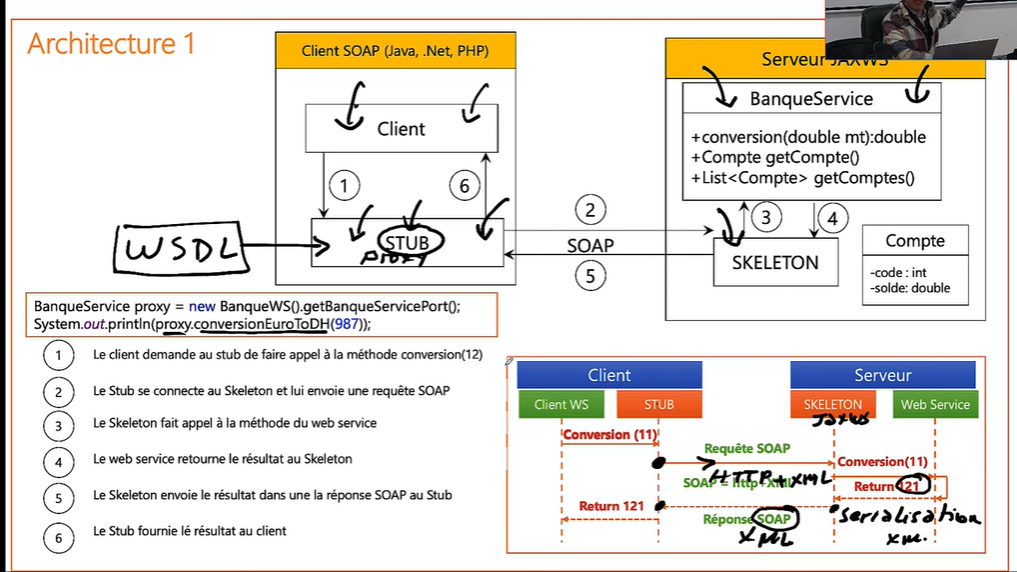 Architecture 1
Client SOAP (Java, .Net, PHP)
Client
1
6
STUB
proxy
WSDL
2
SOAP
5
Serveur JAXWS
BanqueService
+conversion(double mt):double
+Compte getCompte()
+List<Compte> getComptes()
3
4
SKELETON
Compte
-code : int
-solde: double
BanqueService proxy = new BanqueWS().getBanqueServicePort();
System.out.println(proxy.conversionEuroToDH(987));
1 Le client demande au stub de faire appel à la méthode conversion(12)
2 Le Stub se connecte au Skeleton et lui envoie une requête SOAP
3 Le Skeleton fait appel à la méthode du web service
4 Le web service retourne le résultat au Skeleton
5 Le Skeleton envoie le résultat dans une la réponse SOAP au Stub
6 Le Stub fournie lé résultat au client
Client
Serveur
Client WS
STUB
SKELETON
Web Service
JAXWS
Conversion (11)
Requête SOAP
HTTP+XML
Conversion(11)
SOAP = http+XML
Return 121
Return 121
Réponse SOAP
XML
serialisation